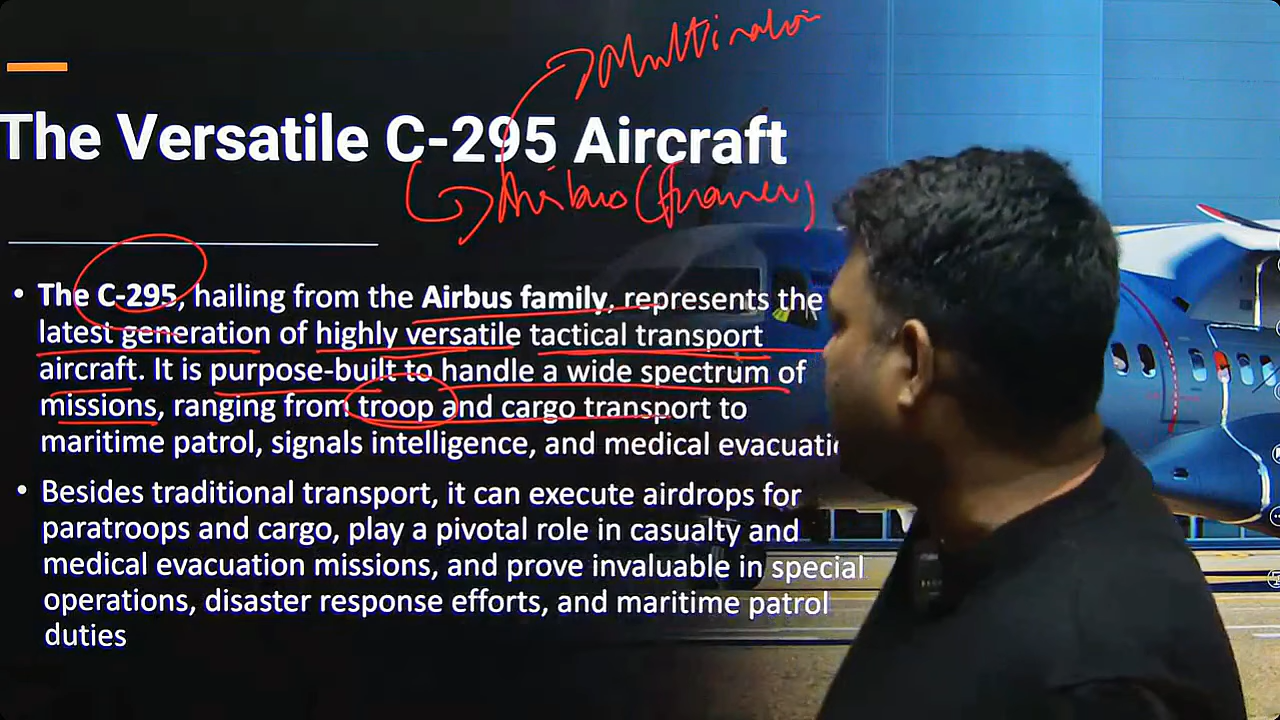 The Versatile C-295 Aircraft
Airbus (France)
• The C-295, hailing from the Airbus family, represents the
latest generation of highly versatile tactical transport
aircraft. It is purpose-built to handle a wide spectrum of
missions, ranging from troop and cargo transport to
maritime patrol, signals intelligence, and medical evacuati
• Besides traditional transport, it can execute airdrops for
paratroops and cargo, play a pivotal role in casualty and
medical evacuation missions, and prove invaluable in special
operations, disaster response efforts, and maritime patrol
duties